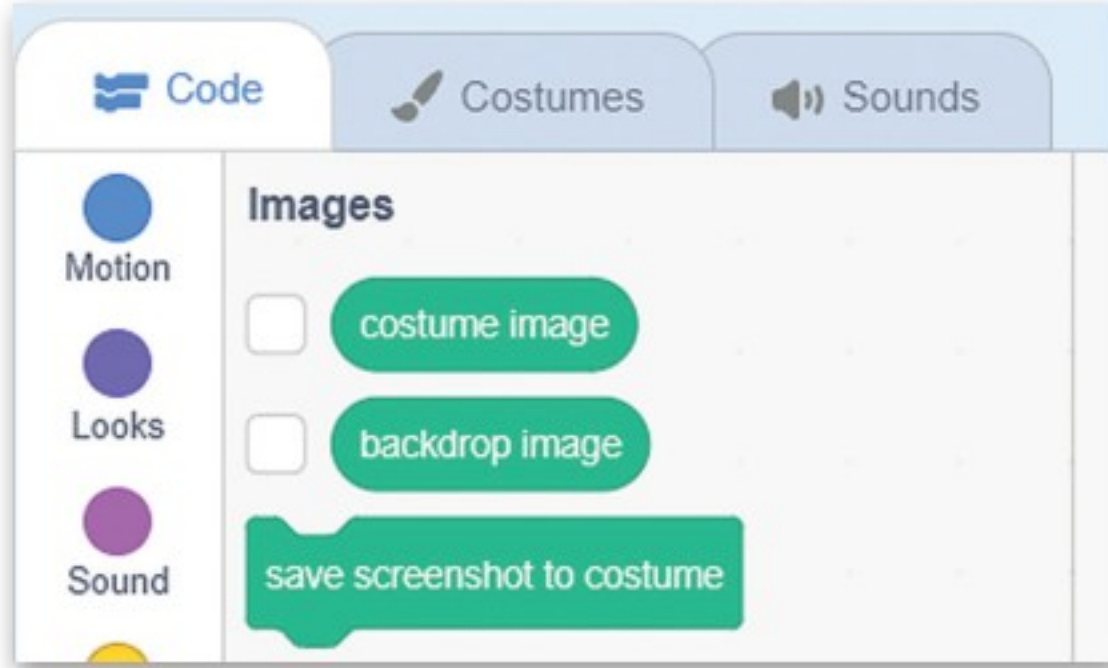 Code
Costumes
Sounds
Motion
Looks
Sound
Images
costume image
backdrop image
save screenshot to costume